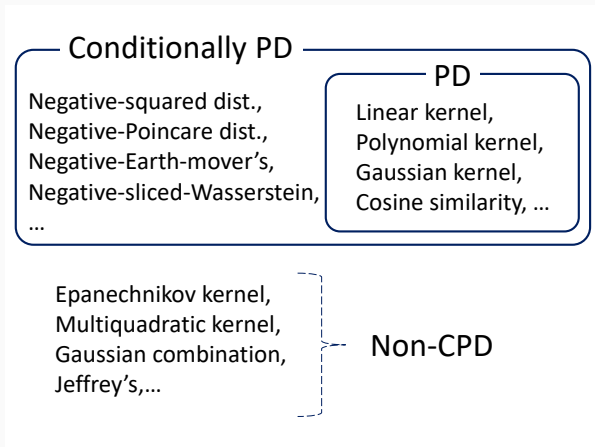 Conditionally PD
Negative-squared dist.,
Negative-Poincare dist.,
Negative-Earth-mover's,
Negative-sliced-Wasserstein,
...
PD
Linear kernel,
Polynomial kernel,
Gaussian kernel,
Cosine similarity, ...
Epanechnikov kernel,
Multiquadratic kernel,
Gaussian combination,
Jeffrey's,...
Non-CPD